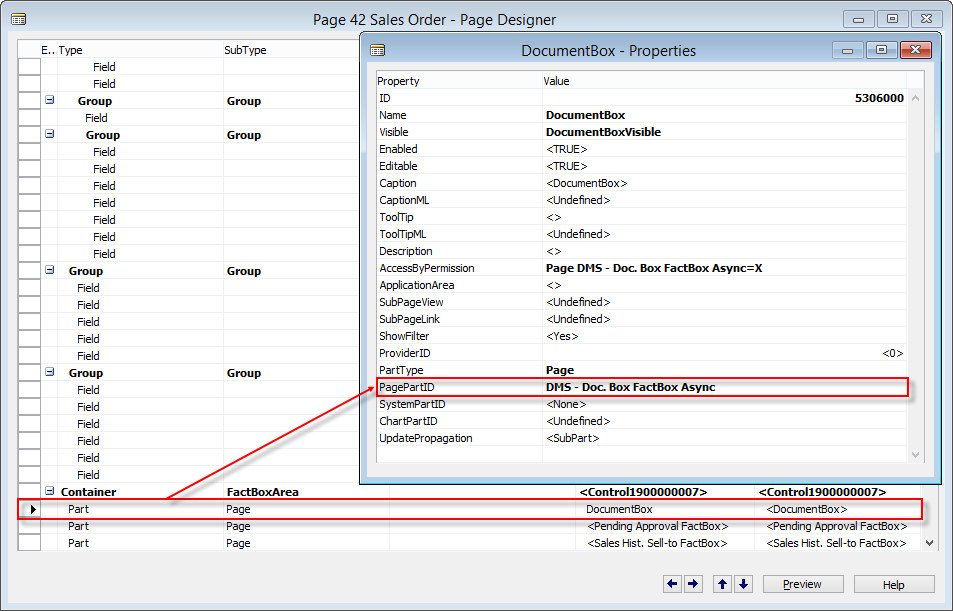 Page 42 Sales Order - Page Designer
E.. Type SubType
Field
Field
Group Group
Field
Group Group
Field
Field
Field
Field
Field
Field
Field
Group Group
Field
Field
Field
Field
Field
Group Group
Field
Field
Field
Field
Field
Field
Container FactBoxArea <Control1900000007> <Control1900000007>
Part Page DocumentBox <DocumentBox>
Part Page <Pending Approval FactBox> <Pending Approval FactBox>
Part Page <Sales Hist. Sell-to FactBox> <Sales Hist. Sell-to FactBox>
Preview Help
DocumentBox - Properties
Property Value
ID 5306000
Name DocumentBox
Visible DocumentBoxVisible
Enabled <TRUE>
Editable <TRUE>
Caption <DocumentBox>
CaptionML <Undefined>
ToolTip <>
ToolTipML <Undefined>
Description <>
AccessByPermission Page DMS - Doc. Box FactBox Async=X
ApplicationArea <>
SubPageView <Undefined>
SubPageLink <Undefined>
ShowFilter <Yes>
ProviderID <0>
PartType Page
PagePartID DMS - Doc. Box FactBox Async
SystemPartID <None>
ChartPartID <Undefined>
UpdatePropagation <SubPart>